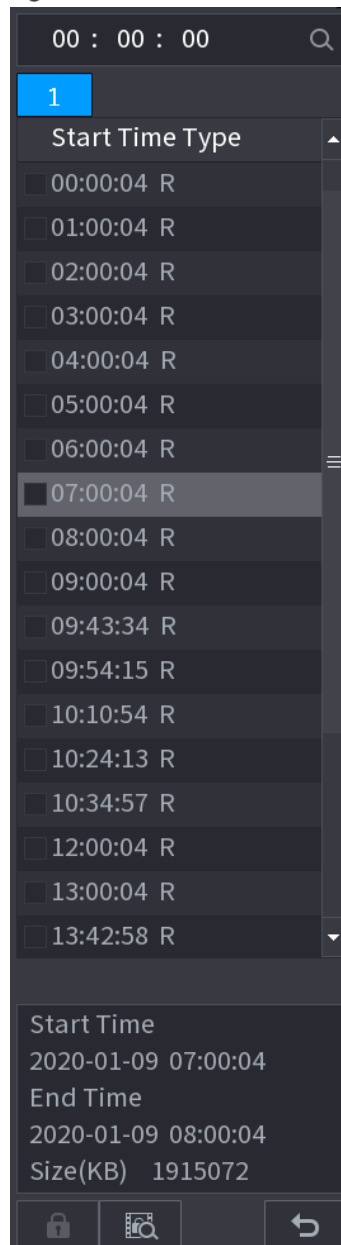 00 : 00 : 00
1
Start Time Type
00:00:04 R
01:00:04 R
02:00:04 R
03:00:04 R
04:00:04 R
05:00:04 R
06:00:04 R
07:00:04 R
08:00:04 R
09:00:04 R
09:43:34 R
09:54:15 R
10:10:54 R
10:24:13 R
10:34:57 R
12:00:04 R
13:00:04 R
13:42:58 R
Start Time
2020-01-09 07:00:04
End Time
2020-01-09 08:00:04
Size(KB) 1915072